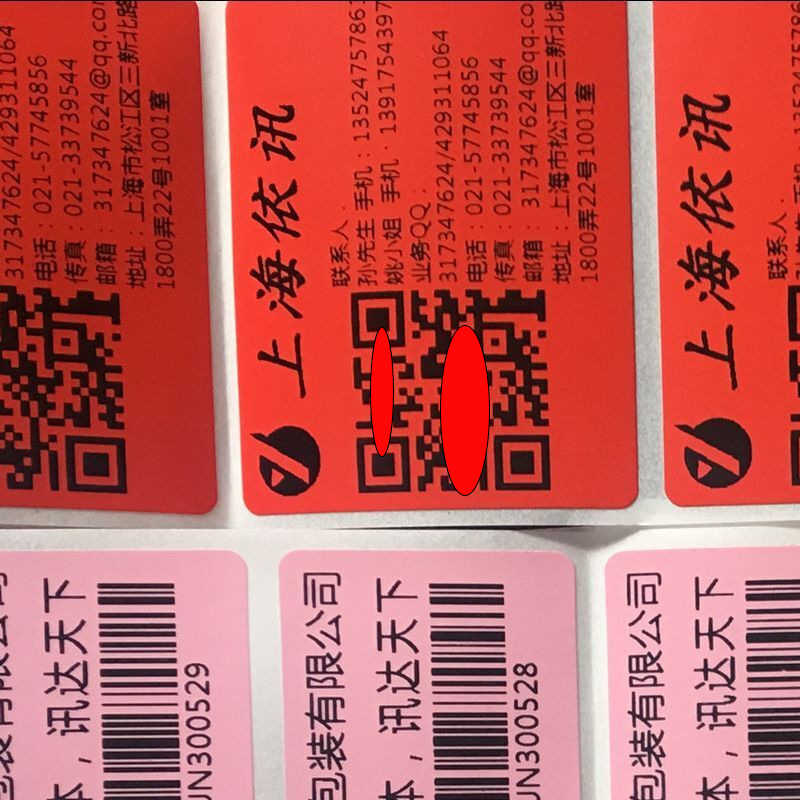 317347624/429311064
电话：021-57745856
传真：021-33739544
邮箱：317347624@qq.co
地址：上海市松江区三新北路
1800弄22号1001室
上海依讯
联系人：
孙先生 手机：1352475786
姚小姐 手机：1391754397
业务QQ：
317347624/429311064
电话：021-57745856
传真：021-33739544
邮箱：317347624@qq.co
地址：上海市松江区三新北路
1800弄22号1001室
上海依讯
包装有限公司
本，讯达天下
UN300529
包装有限公司
本，讯达天下
UN300528
包装有限公司
本，讯达天下